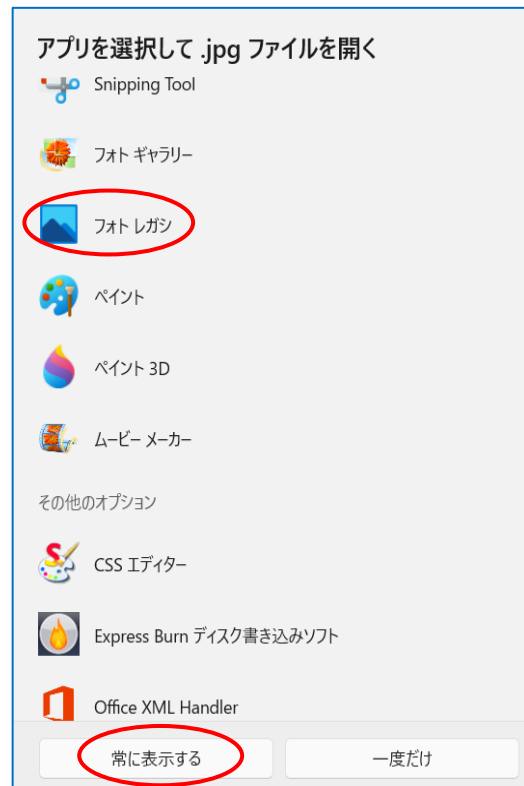 アプリを選択して .jpg ファイルを開く
Snipping Tool
フォト ギャラリー
フォト レガシ
ペイント
ペイント 3D
ムービー メーカー
その他のオプション
CSS エディター
Express Burn ディスク書き込みソフト
Office XML Handler
常に表示する
一度だけ